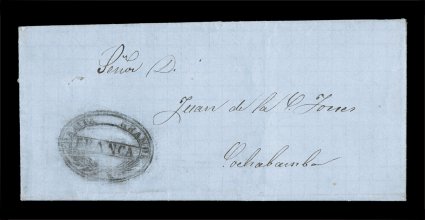 Señor D.
Juan de la C. Torres
Cochabamba
FRANCA